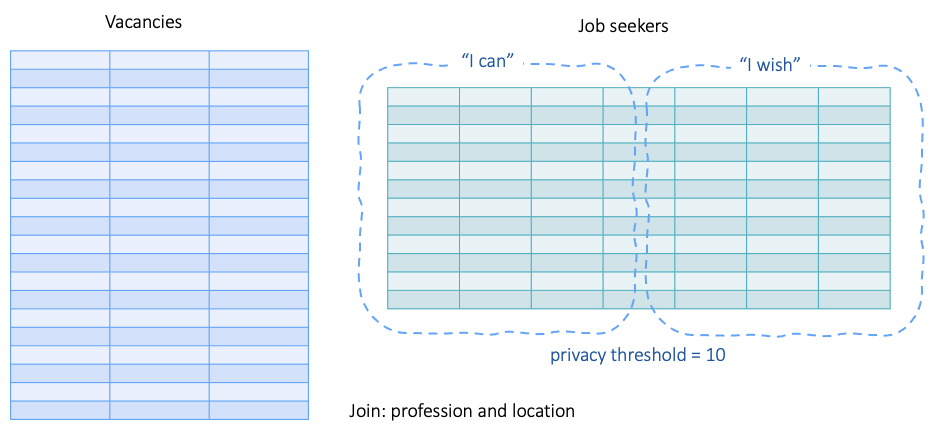 Vacancies
Job seekers
“I can”
“I wish”
privacy threshold = 10
Join: profession and location